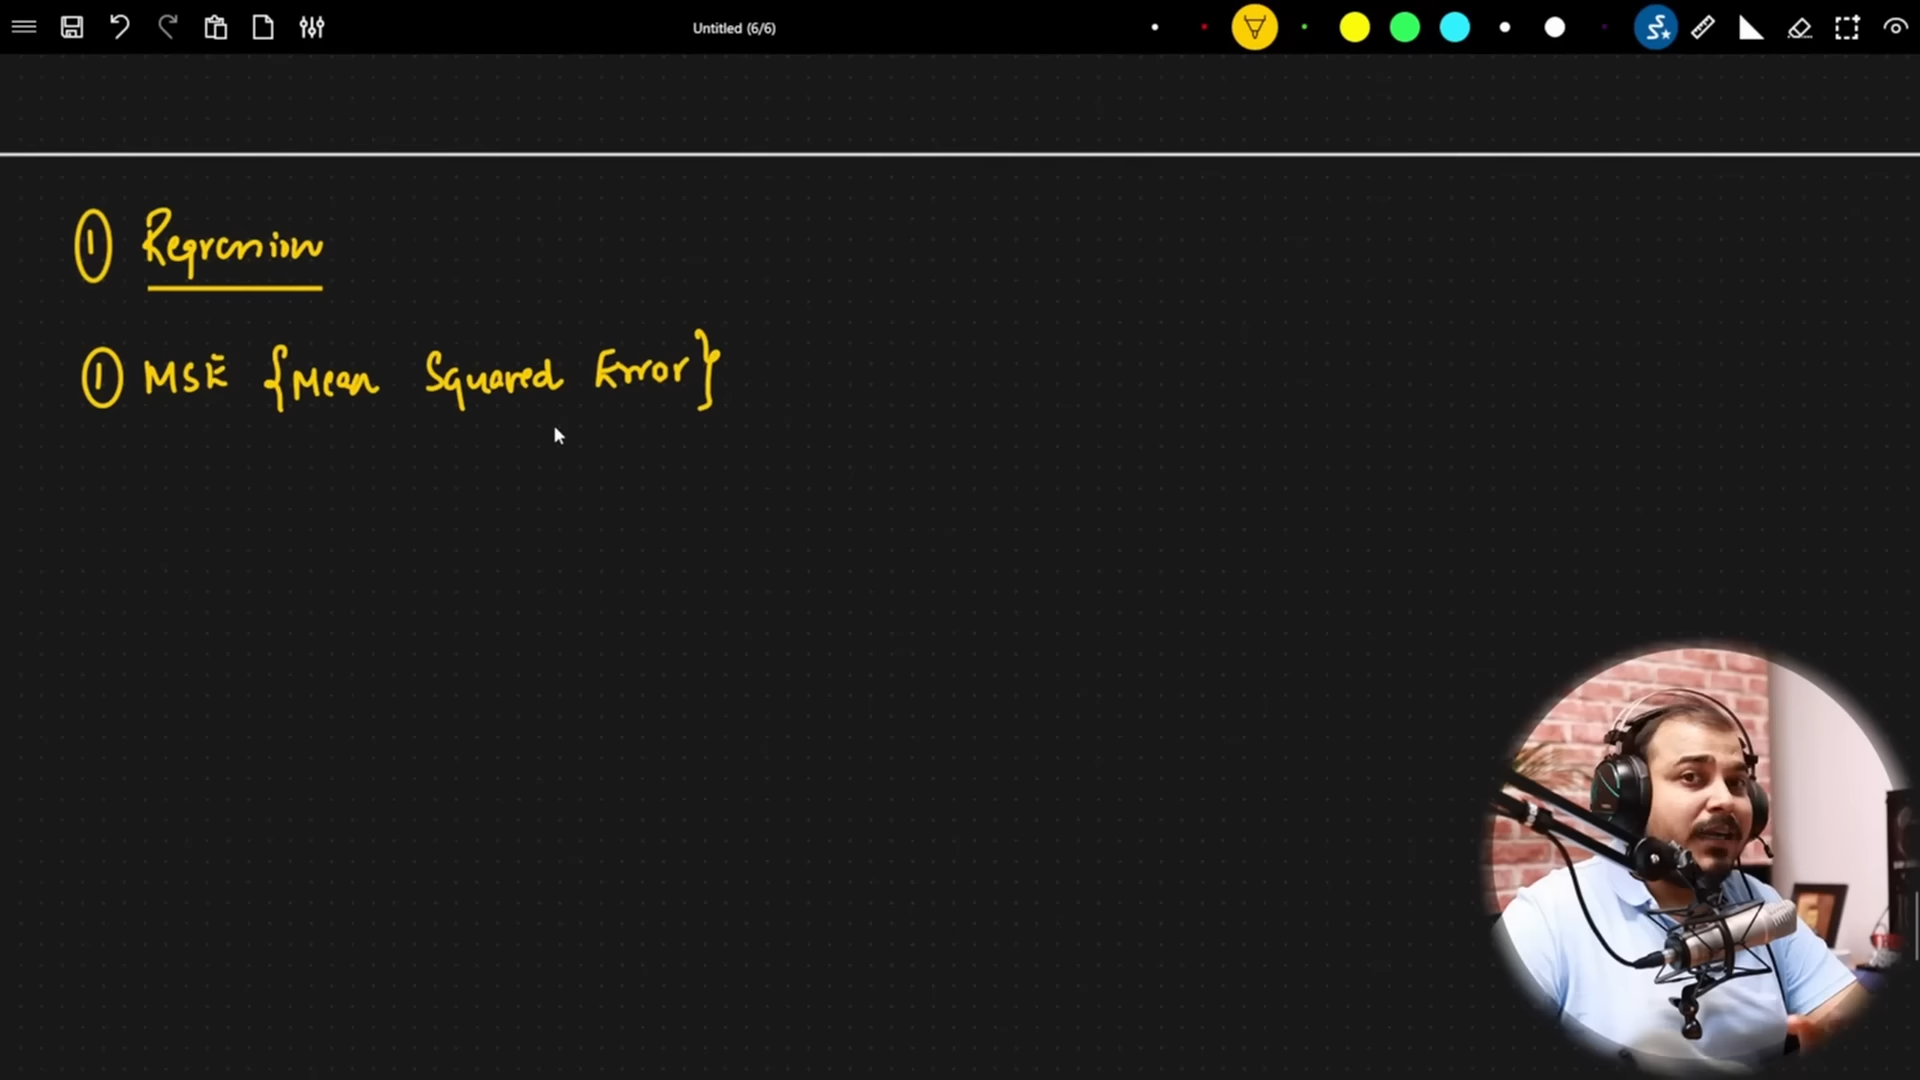 Untitled (6/6)
① Regression
① MSE {Mean Squared Error}